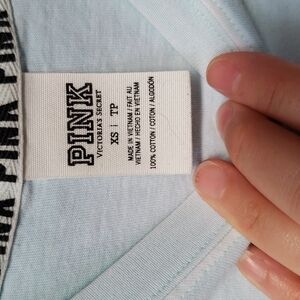 PINK
VICTORIA'S SECRET
XS | TP
MADE IN VIETNAM / FAIT AU
VIETNAM / HECHO EN VIETNAM
100% COTTON / COTON / ALGODÓN
PINK PINK